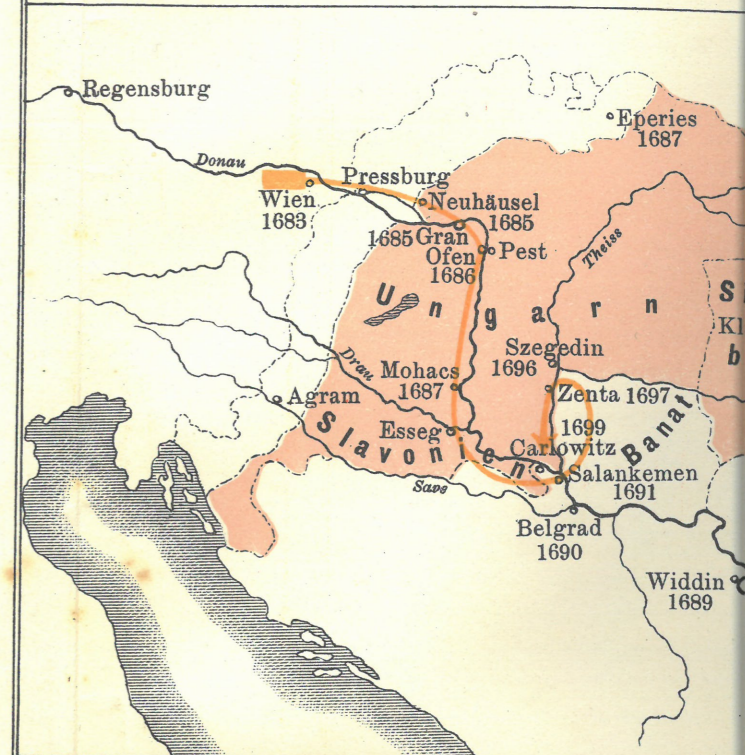 Regensburg
Eperies
1687
Donau
Pressburg
Wien
1683
Neuhäusel
1685
1685 Gran
Ofen
1686
Pest
Theiss
Ungarn
Kl
b
Szegedin
1696
Drau
Mohacs
1687
Zenta 1697
Agram
Esseg
1699
Carlowitz
Banat
Slavonien
Salankemen
1691
Save
Belgrad
1690
Widdin
1689